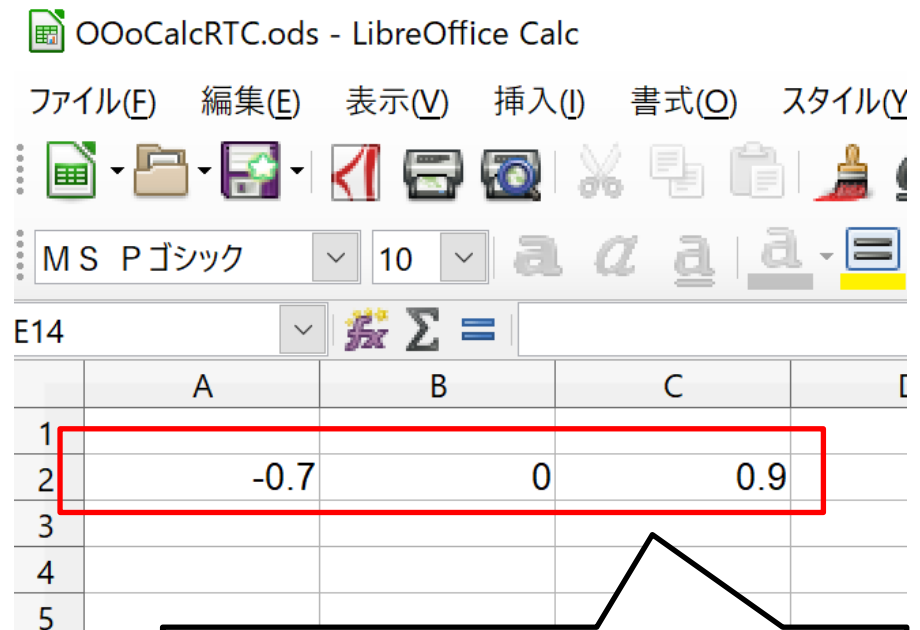 OOoCalcRTC.ods - LibreOffice Calc
ファイル(F) 編集(E) 表示(V) 挿入(I) 書式(O) スタイル(Y
ＭＳ Ｐゴシック 10 a a a a
E14 fx Σ =
A B C D
1
2 -0.7 0 0.9
3
4
5